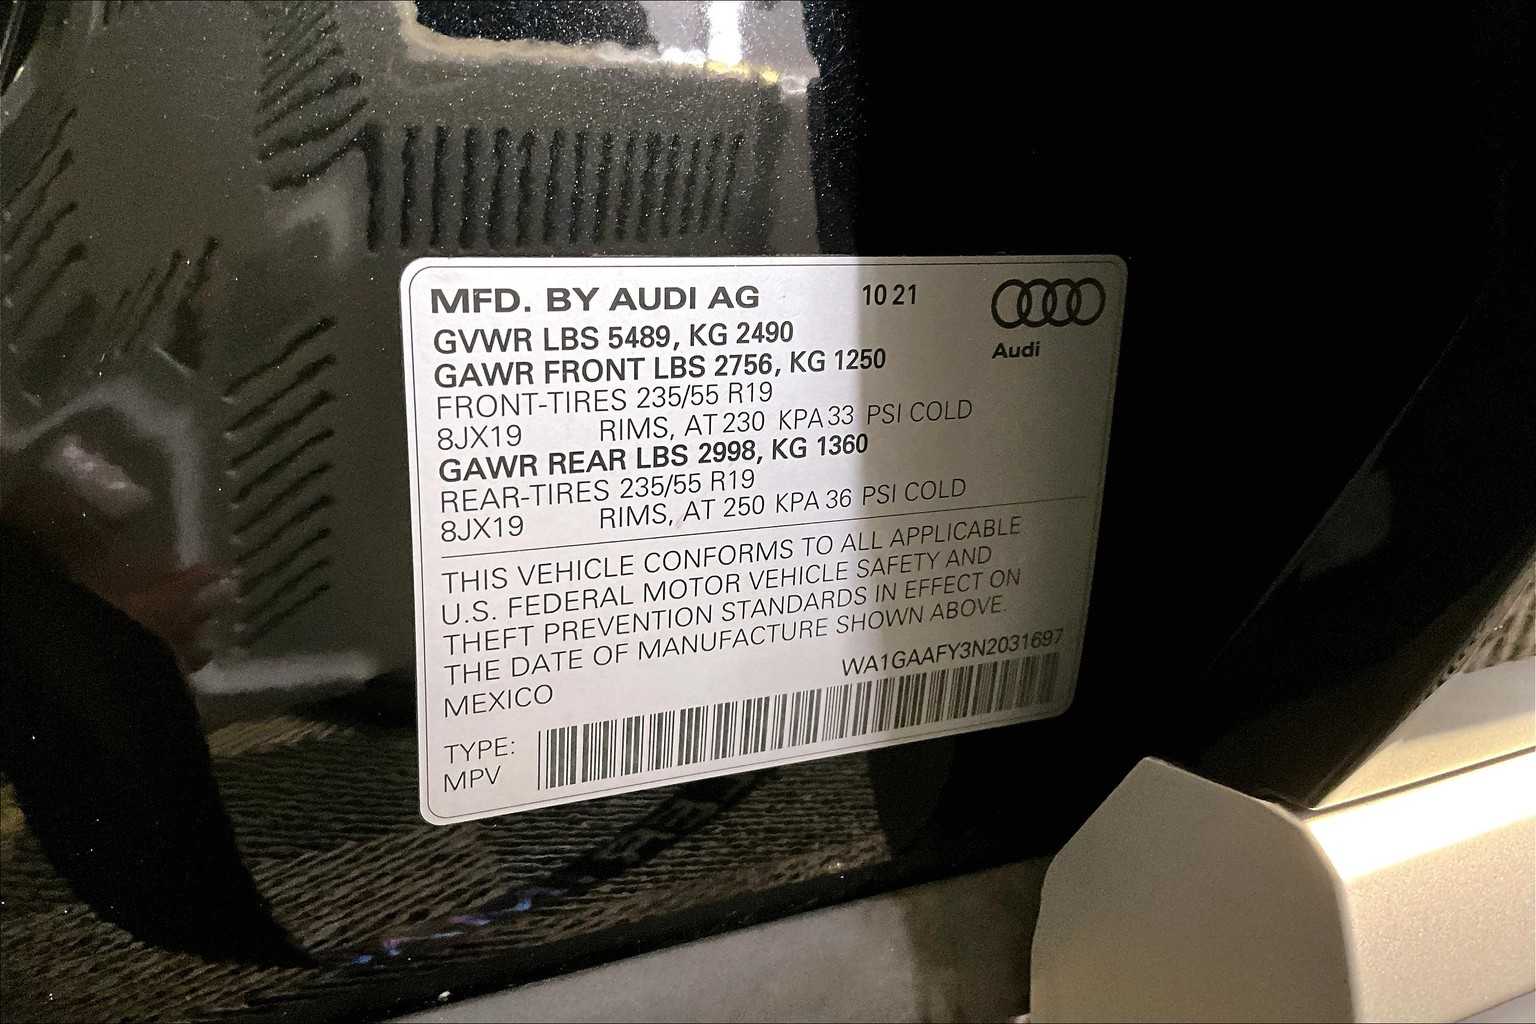 MFD. BY AUDI AG 10 21
Audi
GVWR LBS 5489, KG 2490
GAWR FRONT LBS 2756, KG 1250
FRONT-TIRES 235/55 R19
8JX19 RIMS, AT 230 KPA 33 PSI COLD
GAWR REAR LBS 2998, KG 1360
REAR-TIRES 235/55 R19
8JX19 RIMS, AT 250 KPA 36 PSI COLD
THIS VEHICLE CONFORMS TO ALL APPLICABLE
U.S. FEDERAL MOTOR VEHICLE SAFETY AND
THEFT PREVENTION STANDARDS IN EFFECT ON
THE DATE OF MANUFACTURE SHOWN ABOVE.
MEXICO WA1GAAFY3N2031697
TYPE:
MPV